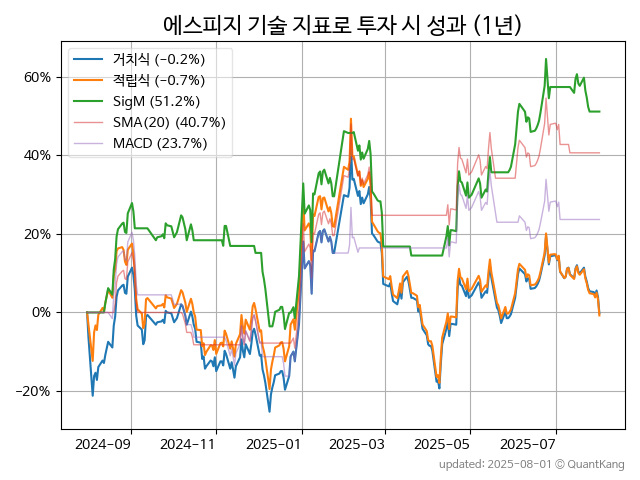 에스피지 기술 지표로 투자 시 성과 (1년)
거치식 (−0.2%)
적립식 (−0.7%)
SigM (51.2%)
SMA(20) (40.7%)
MACD (23.7%)
60%
40%
20%
0%
−20%
2024-09
2024-11
2025-01
2025-03
2025-05
2025-07
updated: 2025-08-01 © QuantKang